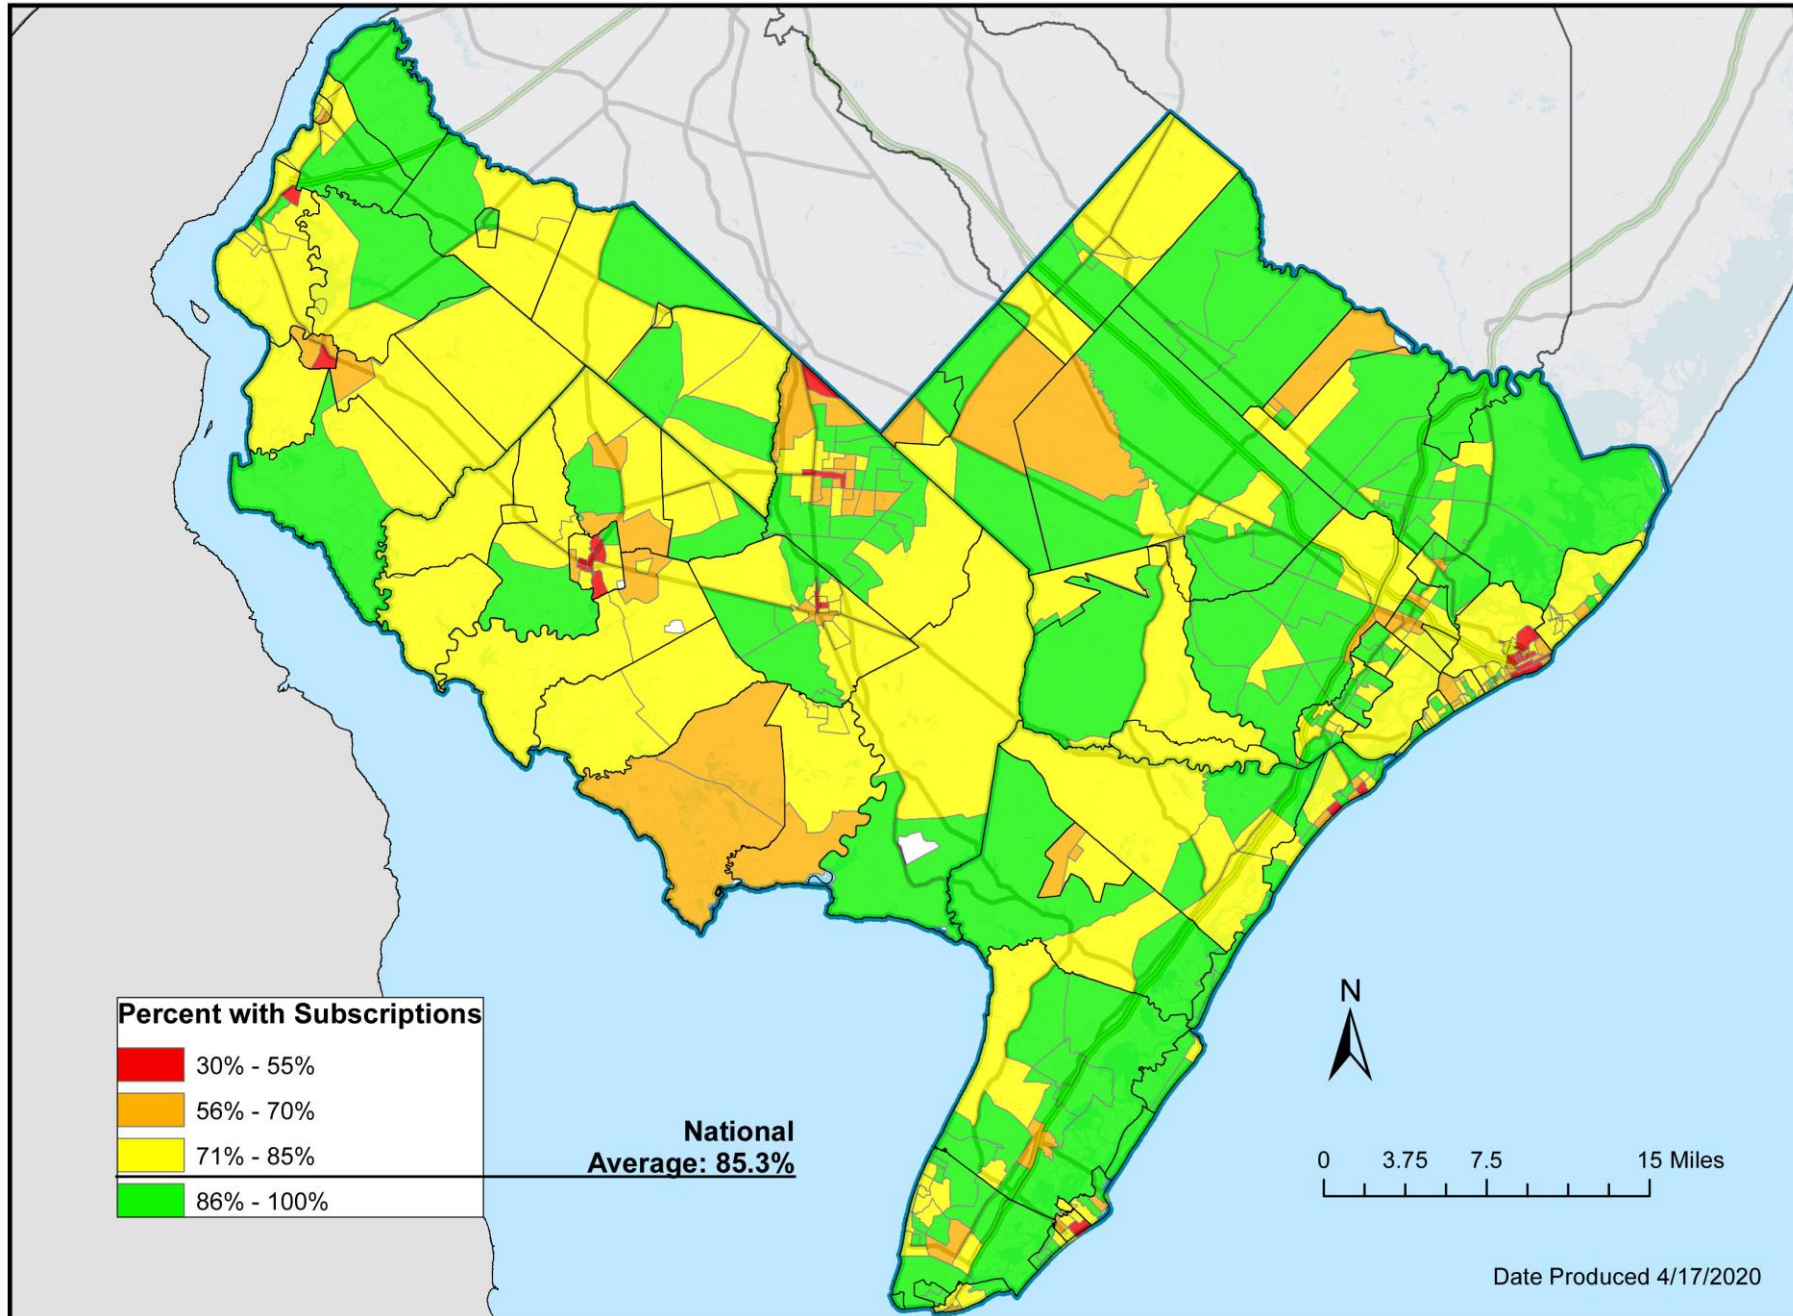 Percent with Subscriptions
30% - 55%
56% - 70%
71% - 85%
86% - 100%
National
Average: 85.3%
N
0 3.75 7.5 15 Miles
Date Produced 4/17/2020